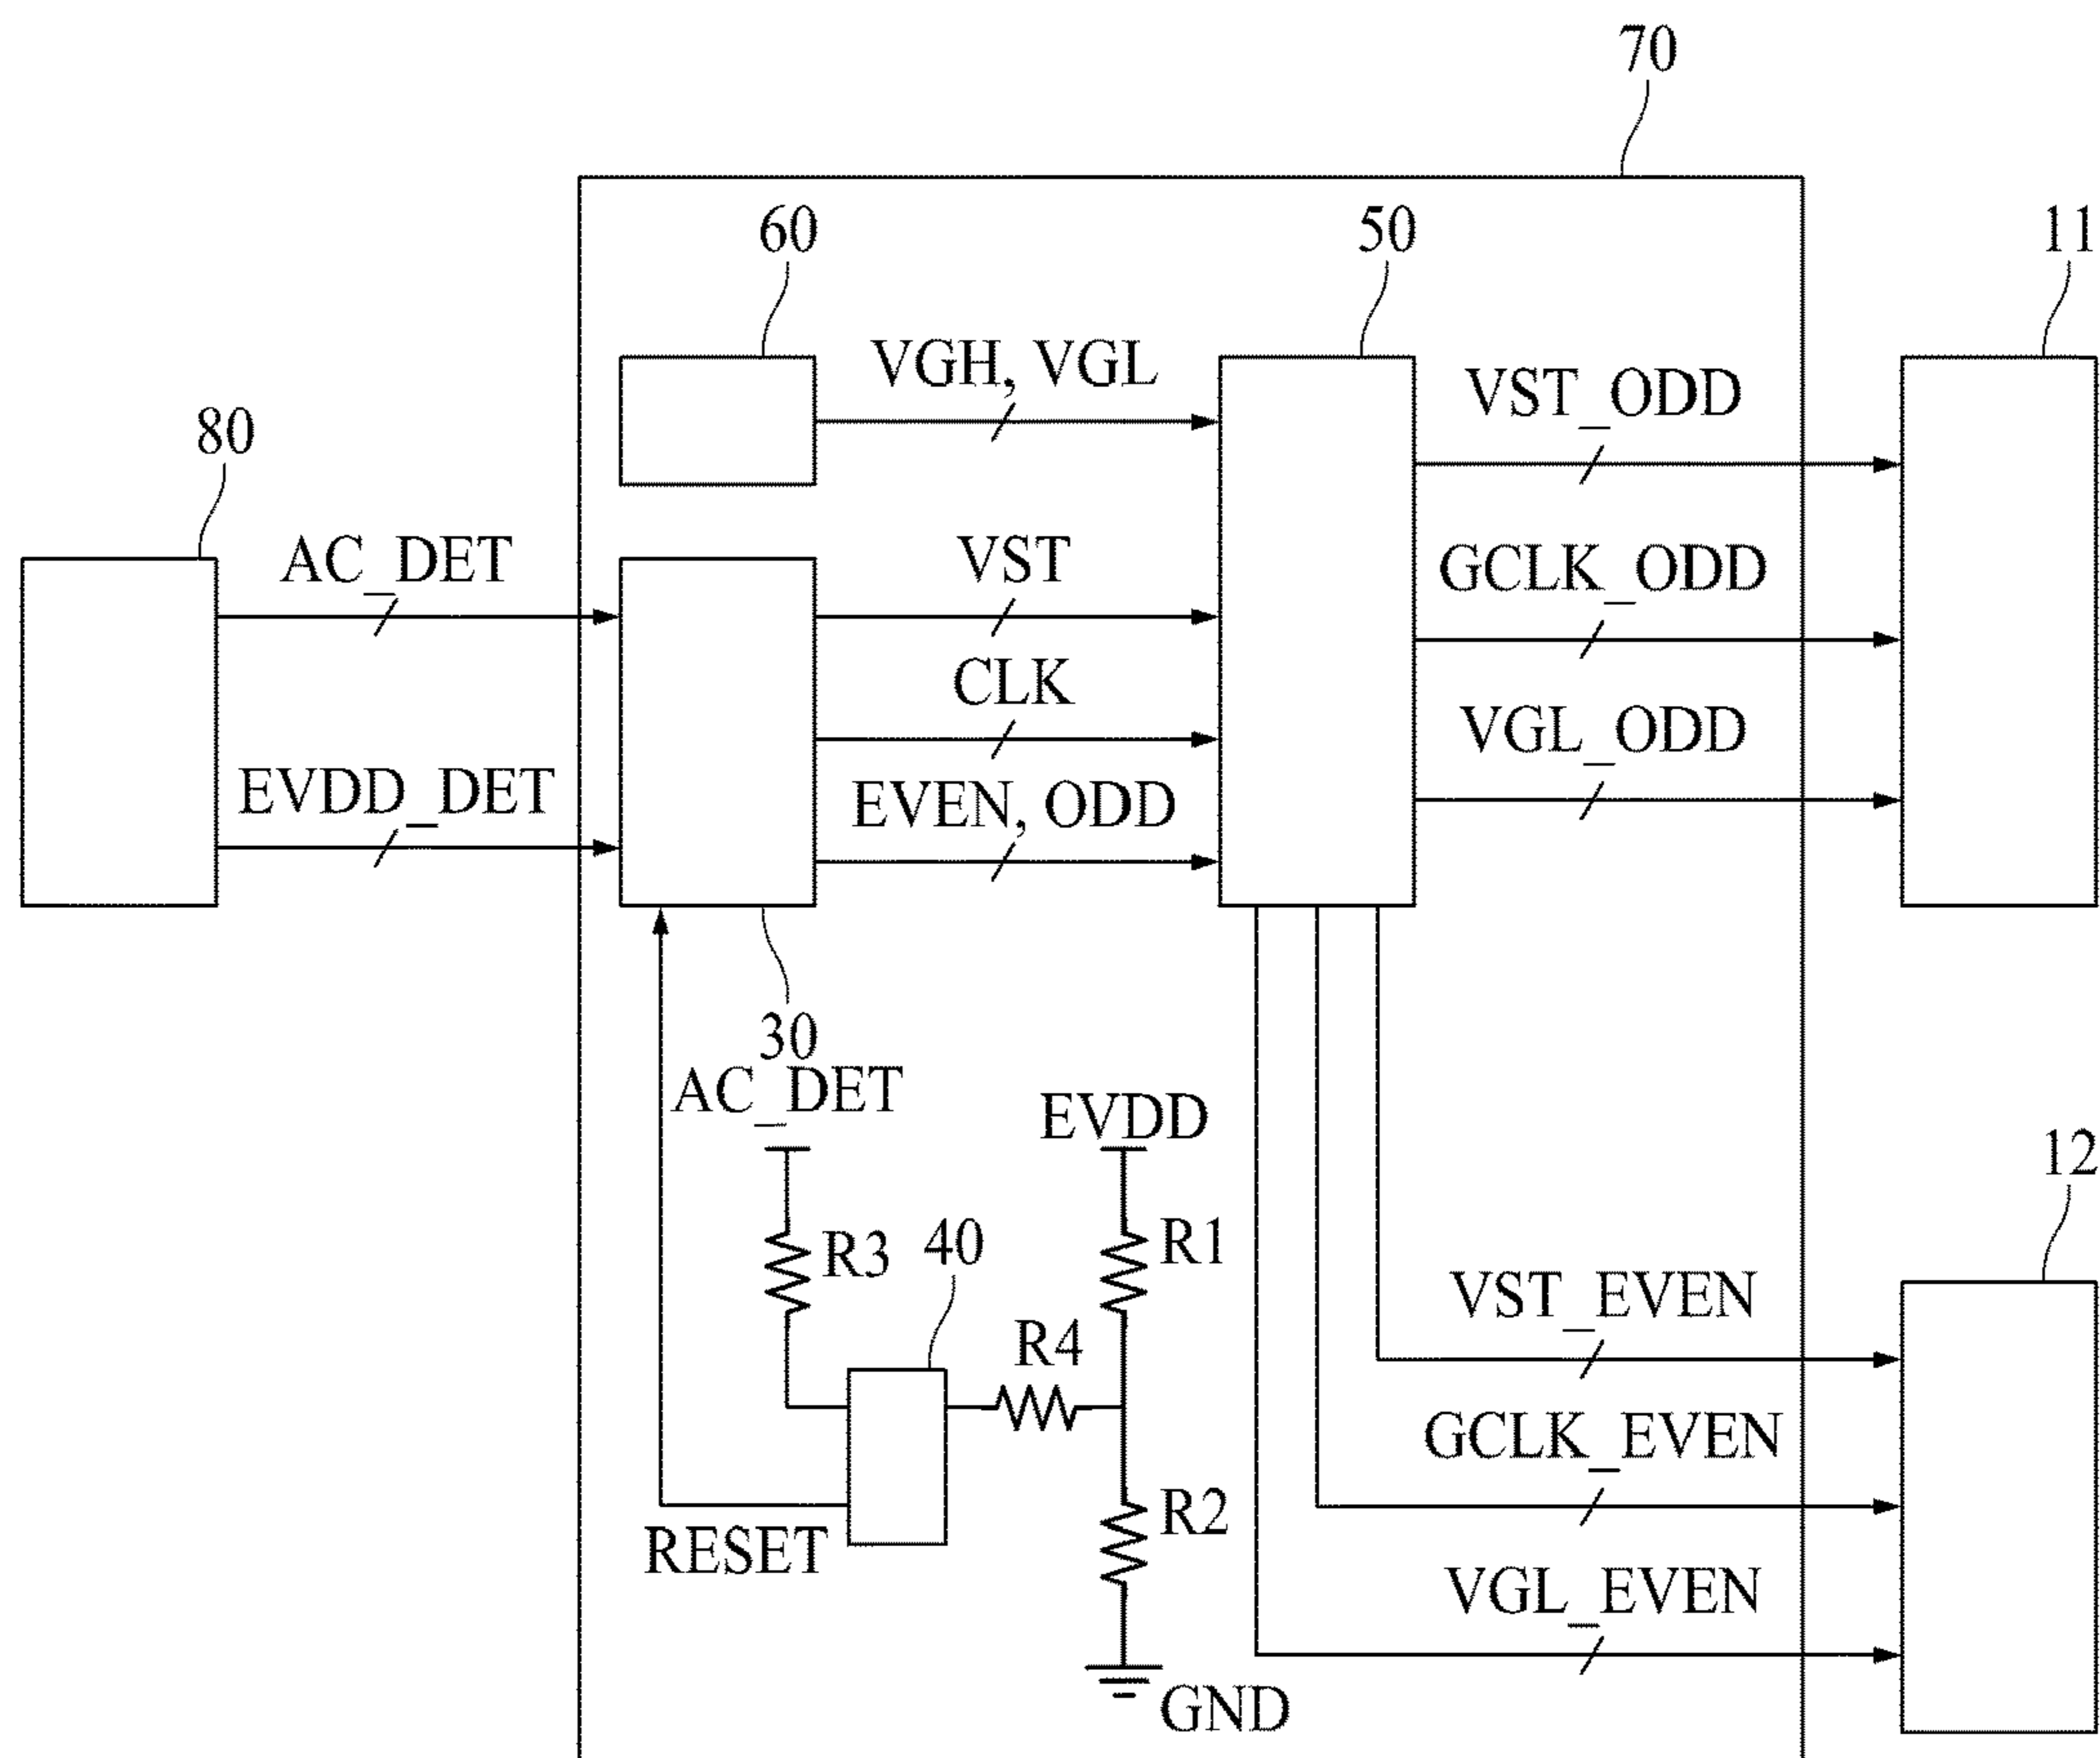 70
60
50
11
VGH, VGL
VST_ODD
80
AC_DET
VST
GCLK_ODD
CLK
VGL_ODD
EVDD_DET
EVEN, ODD
30
AC_DET
EVDD
12
R3
40
R1
R4
VST_EVEN
GCLK_EVEN
R2
RESET
VGL_EVEN
GND